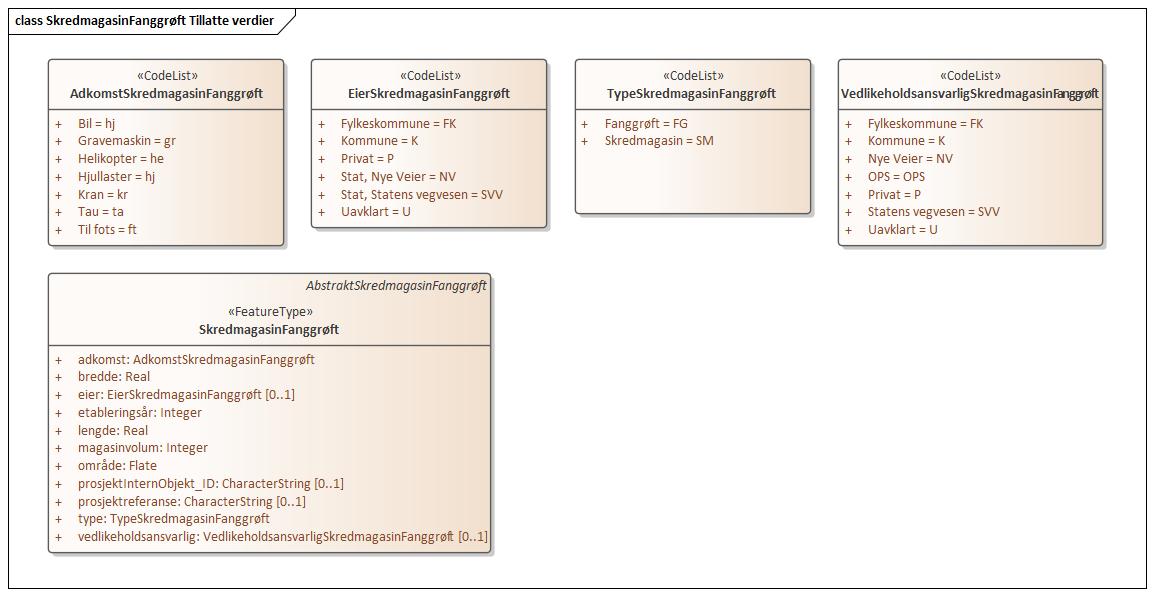 class SkredmagasinFanggrøft Tillatte verdier
«CodeList»
AdkomstSkredmagasinFanggrøft
+ Bil = hj
+ Gravemaskin = gr
+ Helikopter = he
+ Hjullaster = hj
+ Kran = kr
+ Tau = ta
+ Til fots = ft
«CodeList»
EierSkredmagasinFanggrøft
+ Fylkeskommune = FK
+ Kommune = K
+ Privat = P
+ Stat, Nye Veier = NV
+ Stat, Statens vegvesen = SVV
+ Uavklart = U
«CodeList»
TypeSkredmagasinFanggrøft
+ Fanggrøft = FG
+ Skredmagasin = SM
«CodeList»
VedlikeholdsansvarligSkredmagasinFanggrøft
+ Fylkeskommune = FK
+ Kommune = K
+ Nye Veier = NV
+ OPS = OPS
+ Privat = P
+ Statens vegvesen = SVV
+ Uavklart = U
AbstraktSkredmagasinFanggrøft
«FeatureType»
SkredmagasinFanggrøft
+ adkomst: AdkomstSkredmagasinFanggrøft
+ bredde: Real
+ eier: EierSkredmagasinFanggrøft [0..1]
+ etableringsår: Integer
+ lengde: Real
+ magasinvolum: Integer
+ område: Flate
+ prosjektInternObjekt_ID: CharacterString [0..1]
+ prosjektreferanse: CharacterString [0..1]
+ type: TypeSkredmagasinFanggrøft
+ vedlikeholdsansvarlig: VedlikeholdsansvarligSkredmagasinFanggrøft [0..1]